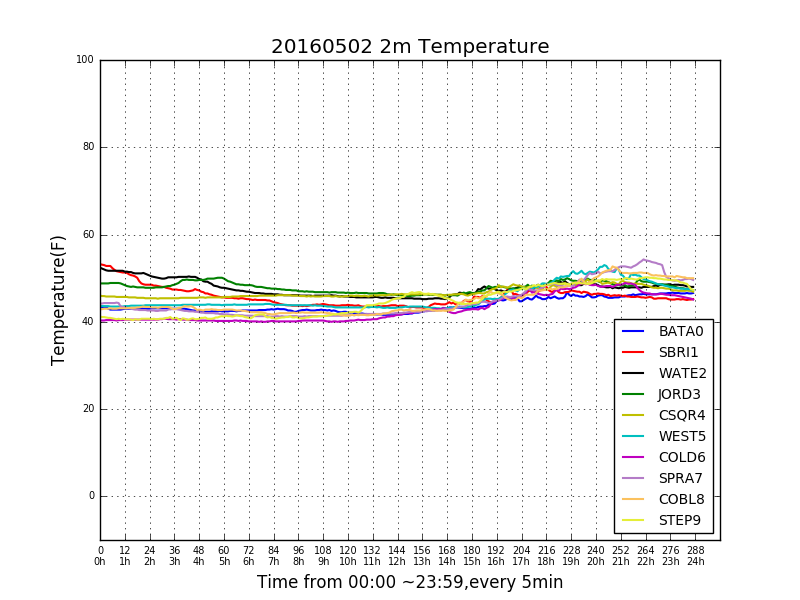 20160502 2m Temperature
100
80
60
40
20
0
Temperature(F)
BATA0
SBRI1
WATE2
JORD3
CSQR4
WEST5
COLD6
SPRA7
COBL8
STEP9
0 12 24 36 48 60 72 84 96 108 120 132 144 156 168 180 192 204 216 228 240 252 264 276 288
0h 1h 2h 3h 4h 5h 6h 7h 8h 9h 10h 11h 12h 13h 14h 15h 16h 17h 18h 19h 20h 21h 22h 23h 24h
Time from 00:00 ~23:59,every 5min